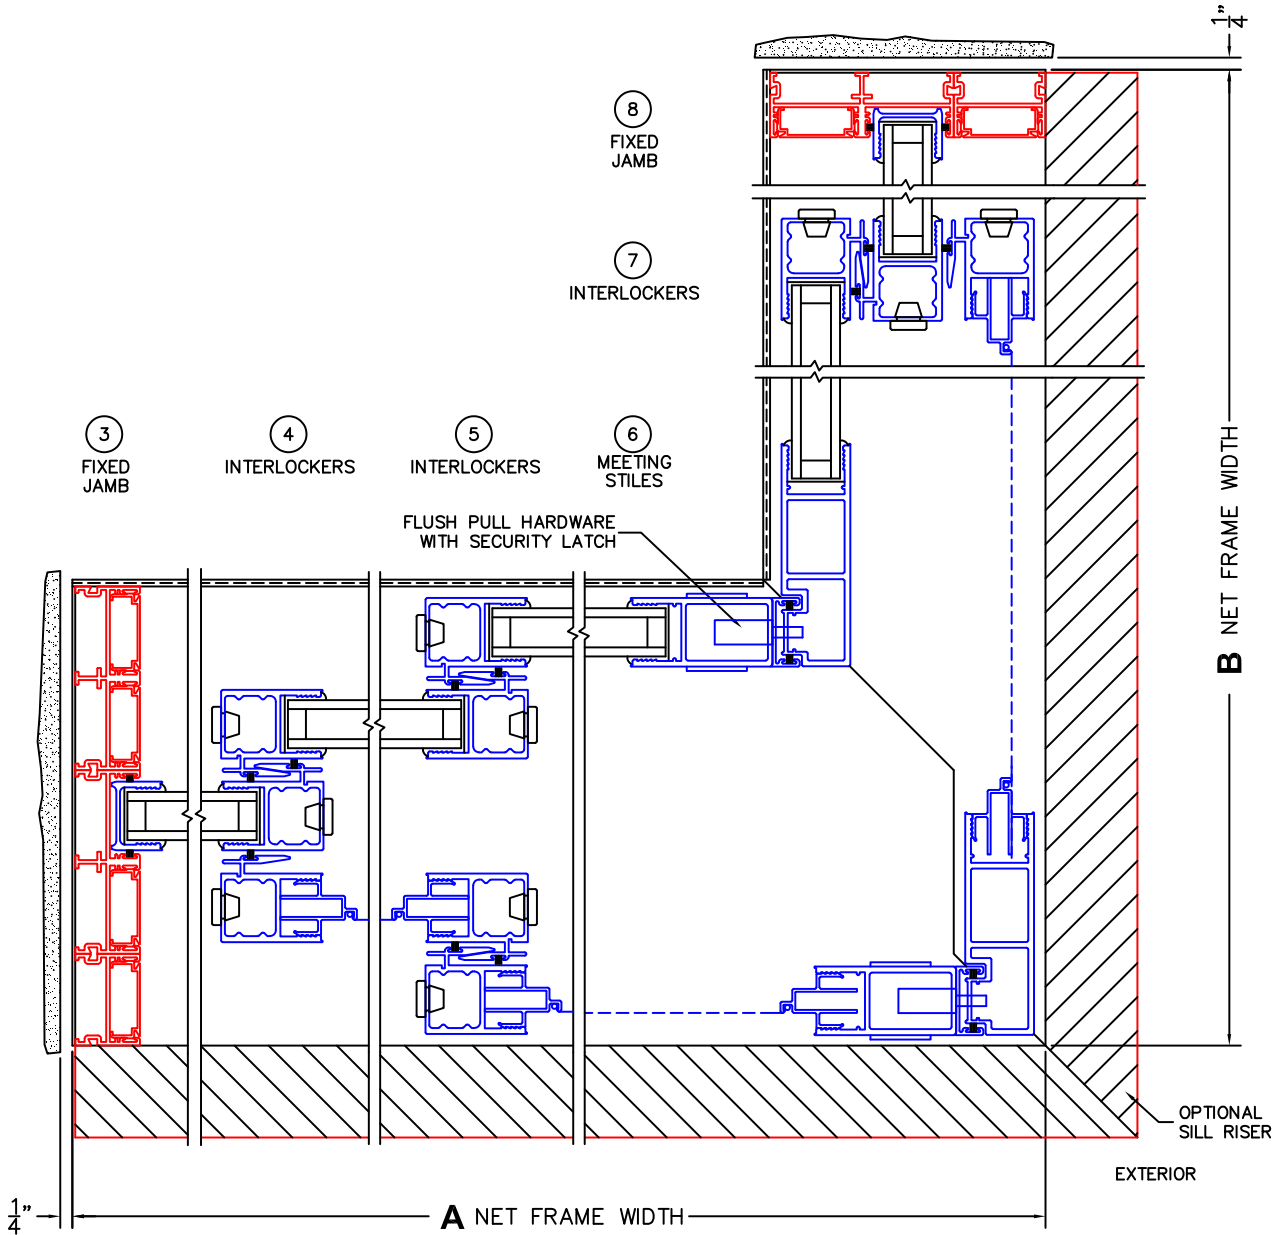 1/4"
8
FIXED
JAMB
7
INTERLOCKERS
3
FIXED
JAMB
4
INTERLOCKERS
5
INTERLOCKERS
6
MEETING
STILES
FLUSH PULL HARDWARE
WITH SECURITY LATCH
B NET FRAME WIDTH
OPTIONAL
SILL RISER
EXTERIOR
1/4"
A NET FRAME WIDTH